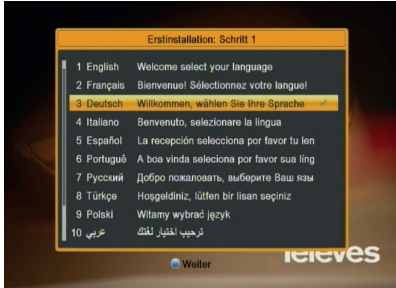 Erstinstallation: Schritt 1
1 English Welcome select your language
2 Français Bienvenue! Sélectionnez votre langue!
3 Deutsch Willkommen, wählen Sie Ihre Sprache
4 Italiano Benvenuto, selezionare la lingua
5 Español La recepción selecciona por favor tu len
6 Português A boa vinda seleciona por favor sua líng
7 Русский Добро пожаловать, выберите Ваш язы
8 Türkçe Hoşgeldiniz, lütfen bir lisan seçiniz
9 Polski Witamy wybrać język
10 عربي ترحيب اختيار لغتك
Televes
Weiter